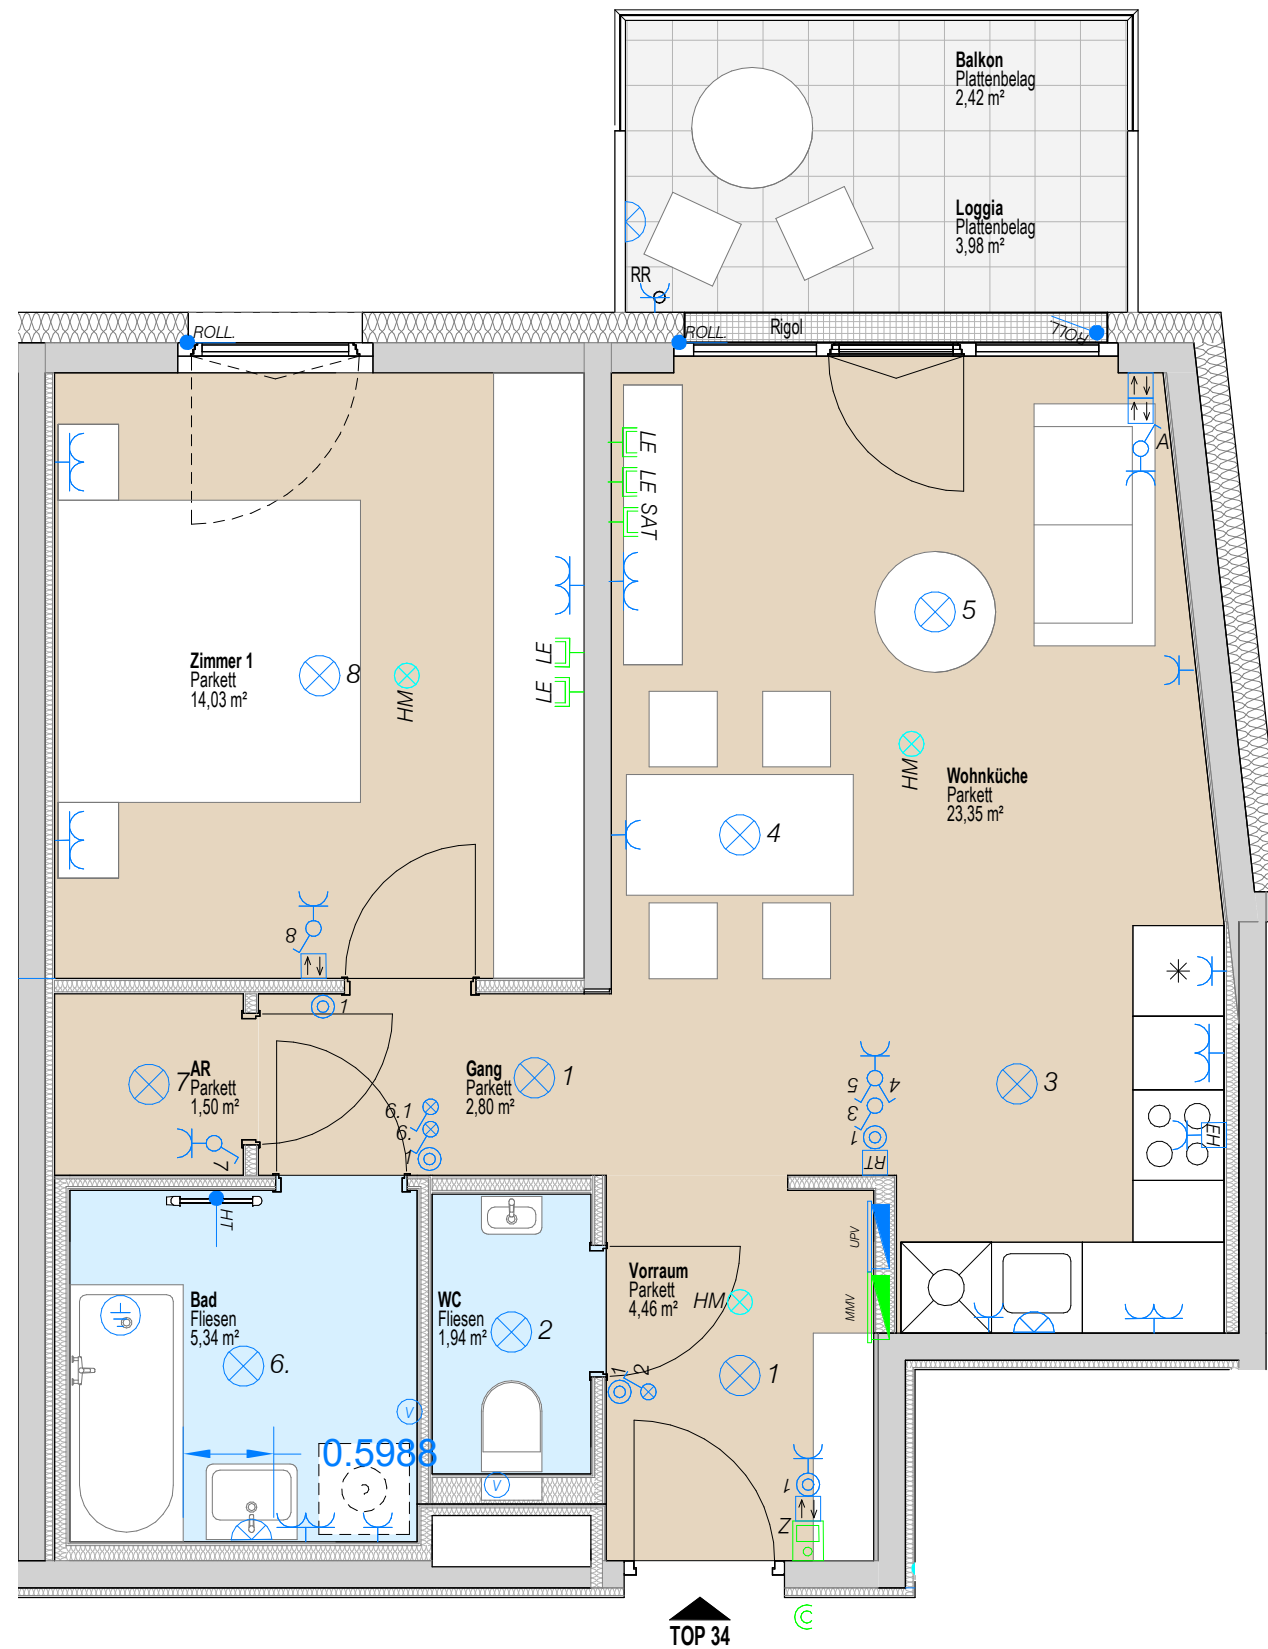 Balkon
Plattenbelag
2,42 m²
Loggia
Plattenbelag
3,98 m²
RR
ROLL.
ROLL.
Rigol
ROLL.
LE
LE
SAT
A
5
LE
LE
Zimmer 1
Parkett
14,03 m²
8
HM
HM
Wohnküche
Parkett
23,35 m²
4
8
1
7
AR
Parkett
1,50 m²
Gang
Parkett
2,80 m²
1
3
5
4
3
1
RT
6.1
6.
1
7
EH
HT
UPV
MMV
Bad
Fliesen
5,34 m²
6.
WC
Fliesen
1,94 m²
2
Vorraum
Parkett
4,46 m²
HM
1
2
1
V
0.5988
V
1
Z
TOP 34